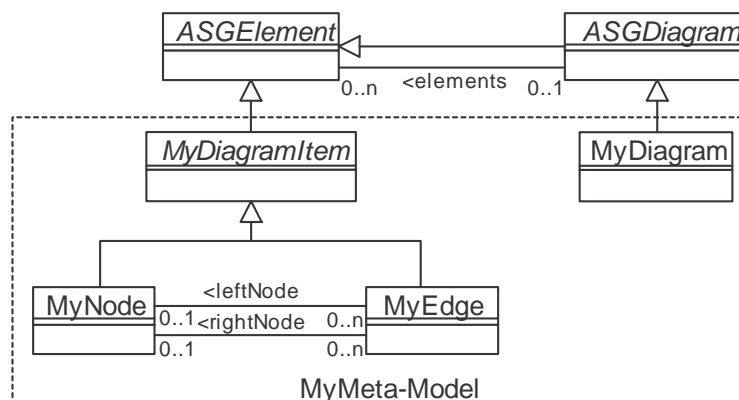 ASGElement
ASGDiagram
0..n
<elements
0..1
MyDiagramItem
MyDiagram
MyNode
<leftNode
MyEdge
0..1
<rightNode
0..n
0..1
0..n
MyMeta-Model